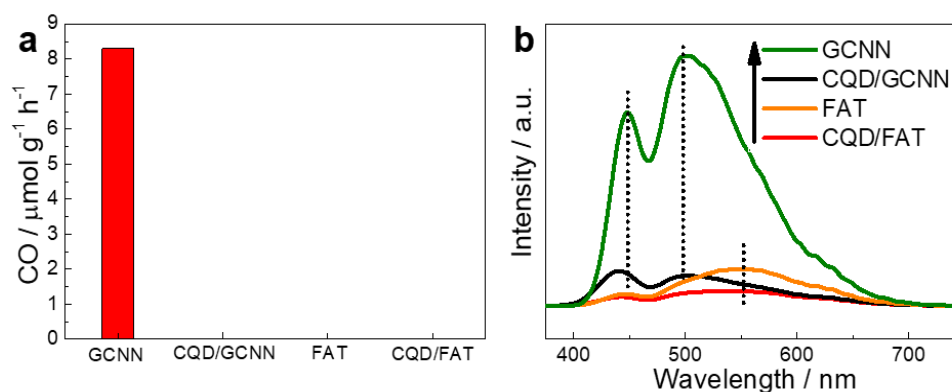 a
CO / μmol g⁻¹ h⁻¹
9
8
7
6
5
4
3
2
1
0
GCNN CQD/GCNN FAT CQD/FAT
b
Intensity / a.u.
GCNN
CQD/GCNN
FAT
CQD/FAT
400 500 600 700
Wavelength / nm